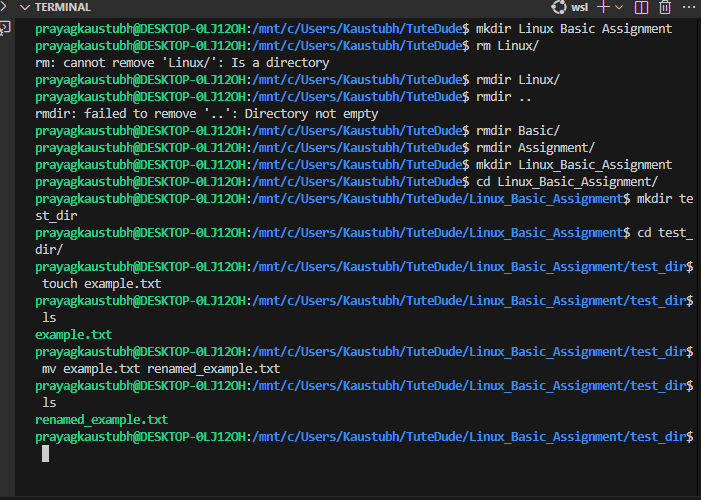 TERMINAL
wsl
prayagkaustubh@DESKTOP-0LJ12OH:/mnt/c/Users/Kaustubh/TuteDude$ mkdir Linux Basic Assignment
prayagkaustubh@DESKTOP-0LJ12OH:/mnt/c/Users/Kaustubh/TuteDude$ rm Linux/
rm: cannot remove 'Linux/': Is a directory
prayagkaustubh@DESKTOP-0LJ12OH:/mnt/c/Users/Kaustubh/TuteDude$ rmdir Linux/
prayagkaustubh@DESKTOP-0LJ12OH:/mnt/c/Users/Kaustubh/TuteDude$ rmdir ..
rmdir: failed to remove '..': Directory not empty
prayagkaustubh@DESKTOP-0LJ12OH:/mnt/c/Users/Kaustubh/TuteDude$ rmdir Basic/
prayagkaustubh@DESKTOP-0LJ12OH:/mnt/c/Users/Kaustubh/TuteDude$ rmdir Assignment/
prayagkaustubh@DESKTOP-0LJ12OH:/mnt/c/Users/Kaustubh/TuteDude$ mkdir Linux_Basic_Assignment
prayagkaustubh@DESKTOP-0LJ12OH:/mnt/c/Users/Kaustubh/TuteDude$ cd Linux_Basic_Assignment/
prayagkaustubh@DESKTOP-0LJ12OH:/mnt/c/Users/Kaustubh/TuteDude/Linux_Basic_Assignment$ mkdir te
st_dir
prayagkaustubh@DESKTOP-0LJ12OH:/mnt/c/Users/Kaustubh/TuteDude/Linux_Basic_Assignment$ cd test_
dir/
prayagkaustubh@DESKTOP-0LJ12OH:/mnt/c/Users/Kaustubh/TuteDude/Linux_Basic_Assignment/test_dir$
touch example.txt
prayagkaustubh@DESKTOP-0LJ12OH:/mnt/c/Users/Kaustubh/TuteDude/Linux_Basic_Assignment/test_dir$
ls
example.txt
prayagkaustubh@DESKTOP-0LJ12OH:/mnt/c/Users/Kaustubh/TuteDude/Linux_Basic_Assignment/test_dir$
mv example.txt renamed_example.txt
prayagkaustubh@DESKTOP-0LJ12OH:/mnt/c/Users/Kaustubh/TuteDude/Linux_Basic_Assignment/test_dir$
ls
renamed_example.txt
prayagkaustubh@DESKTOP-0LJ12OH:/mnt/c/Users/Kaustubh/TuteDude/Linux_Basic_Assignment/test_dir$